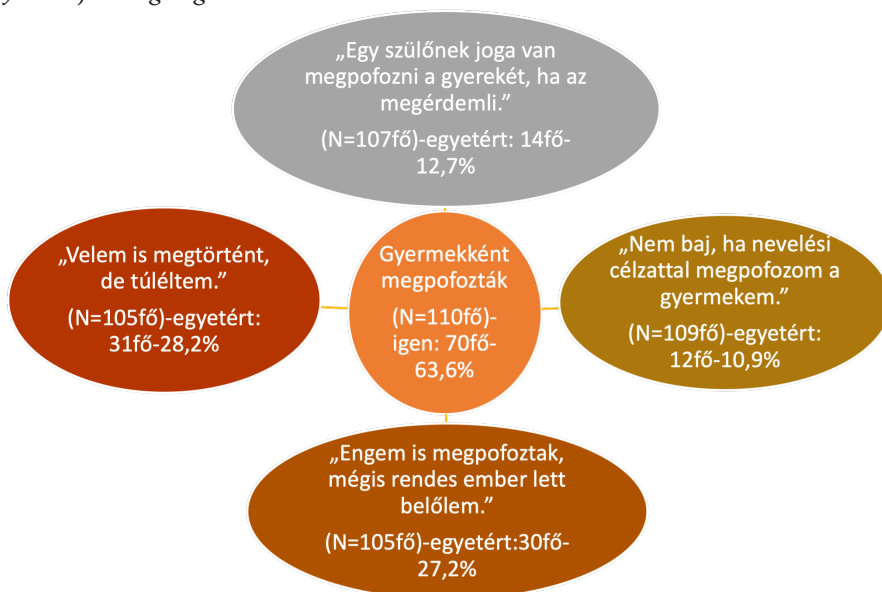 „Egy szülőnek joga van
megpofozni a gyerekét, ha az
megérdemli.”
(N=107fő)-egyetért: 14fő-
12,7%
„Velem is megtörtént,
de túléltem.”
(N=105fő)-egyetért:
31fő-28,2%
Gyermekként
megpofozták
(N=110fő)-
igen: 70fő-
63,6%
„Nem baj, ha nevelési
célzattal megpofozom a
gyermekem.”
(N=109fő)-egyetért:
12fő-10,9%
„Engem is megpofoztak,
mégis rendes ember lett
belőlem.”
(N=105fő)-egyetért:30fő-
27,2%